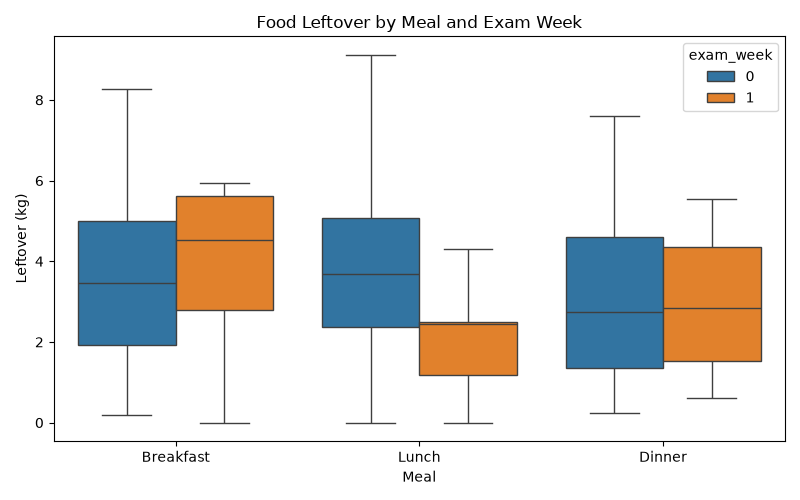 Food Leftover by Meal and Exam Week
exam_week
0
1
Leftover (kg)
8
6
4
2
0
Breakfast
Lunch
Dinner
Meal